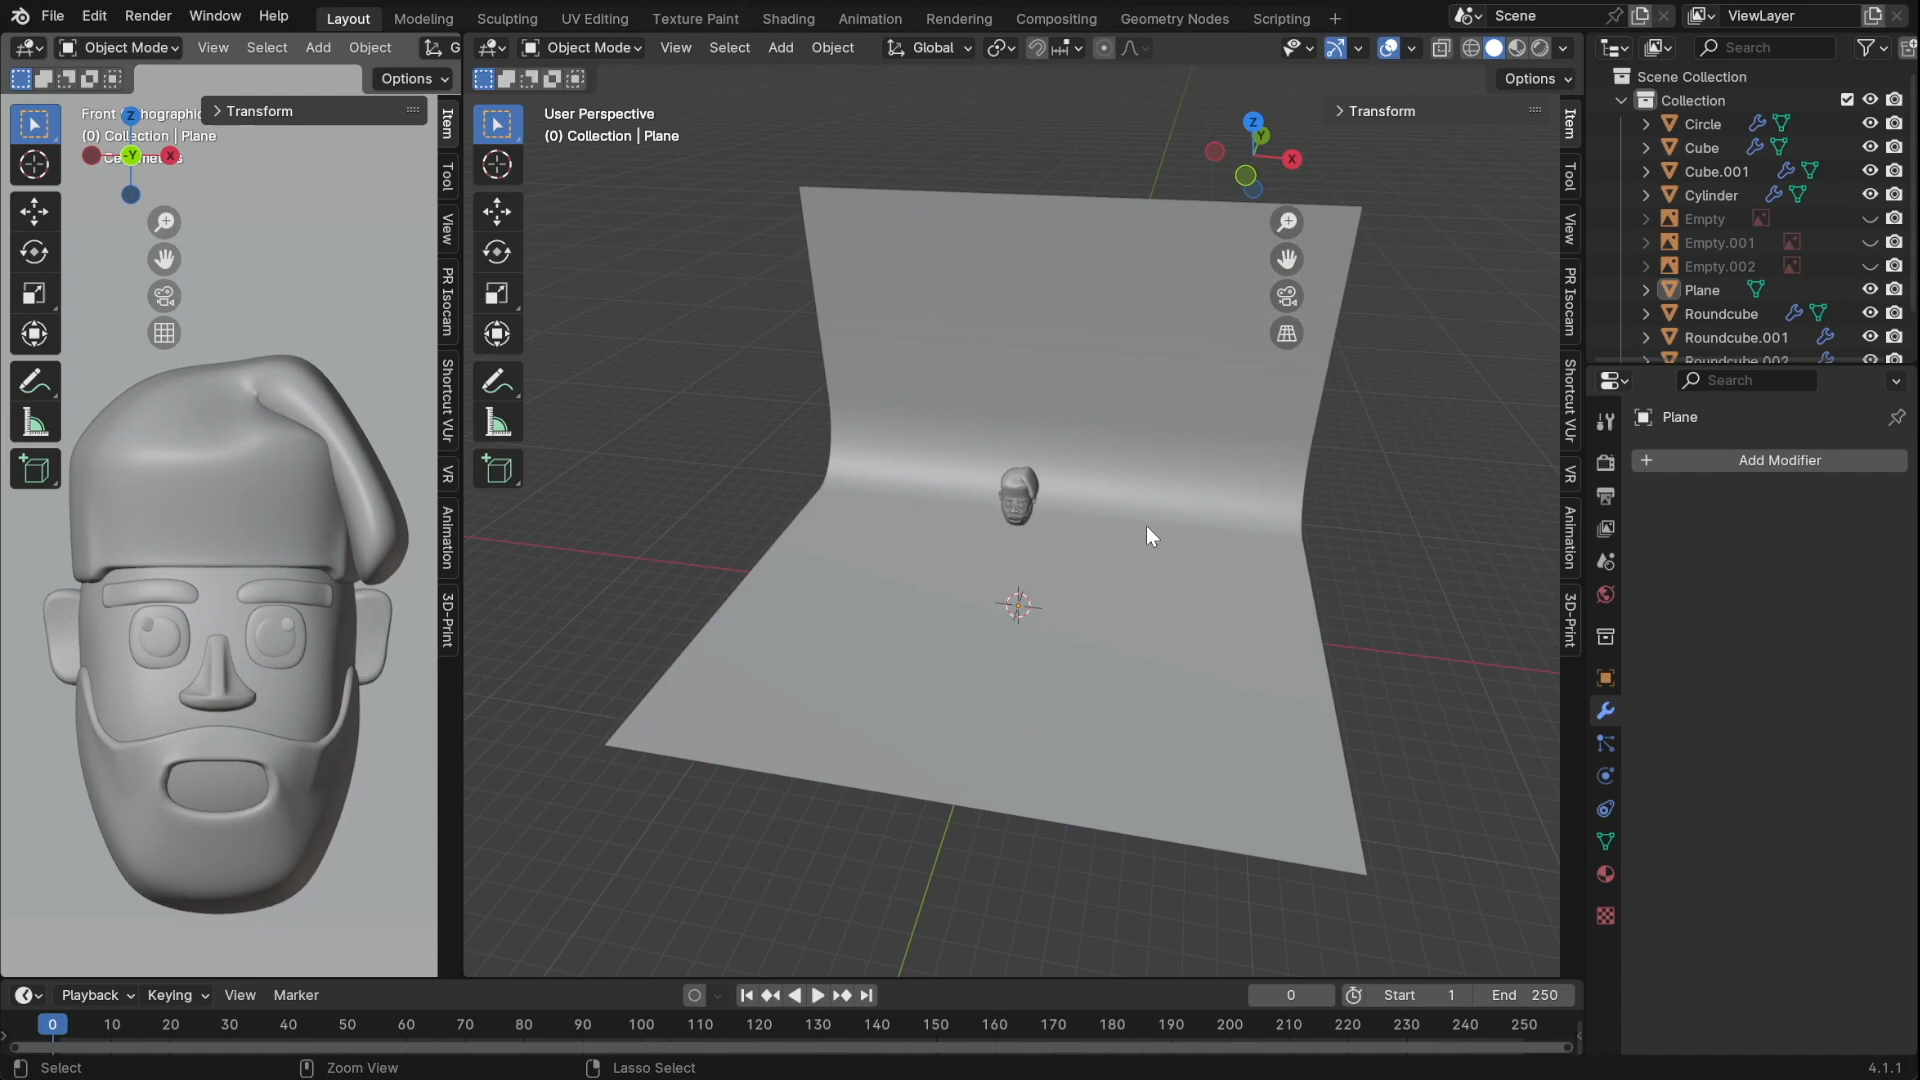 File Edit Render Window Help Layout Modeling Sculpting UV Editing Texture Paint Shading Animation Rendering Compositing Geometry Nodes Scripting + Scene ViewLayer
Object Mode View Select Add Object G Object Mode View Select Add Object Global Search
Options Options
Scene Collection
Collection
Circle
Cube
Cube.001
Cylinder
Empty
Empty.001
Empty.002
Plane
Roundcube
Roundcube.001
Roundcube.002
Front
(0) Collection | Plane
Transform
Z
-Y
X
Item
Tool
View
PR Isocam
Shortcut VUr
VR
Animation
3D-Print
User Perspective
(0) Collection | Plane
Z
Y
X
Transform
Item
Tool
View
PR Isocam
Shortcut VUr
VR
Animation
3D-Print
Search
Plane
+ Add Modifier
Playback Keying View Marker 0 Start 1 End 250
0 10 20 30 40 50 60 70 80 90 100 110 120 130 140 150 160 170 180 190 200 210 220 230 240 250
Select Zoom View Lasso Select 4.1.1